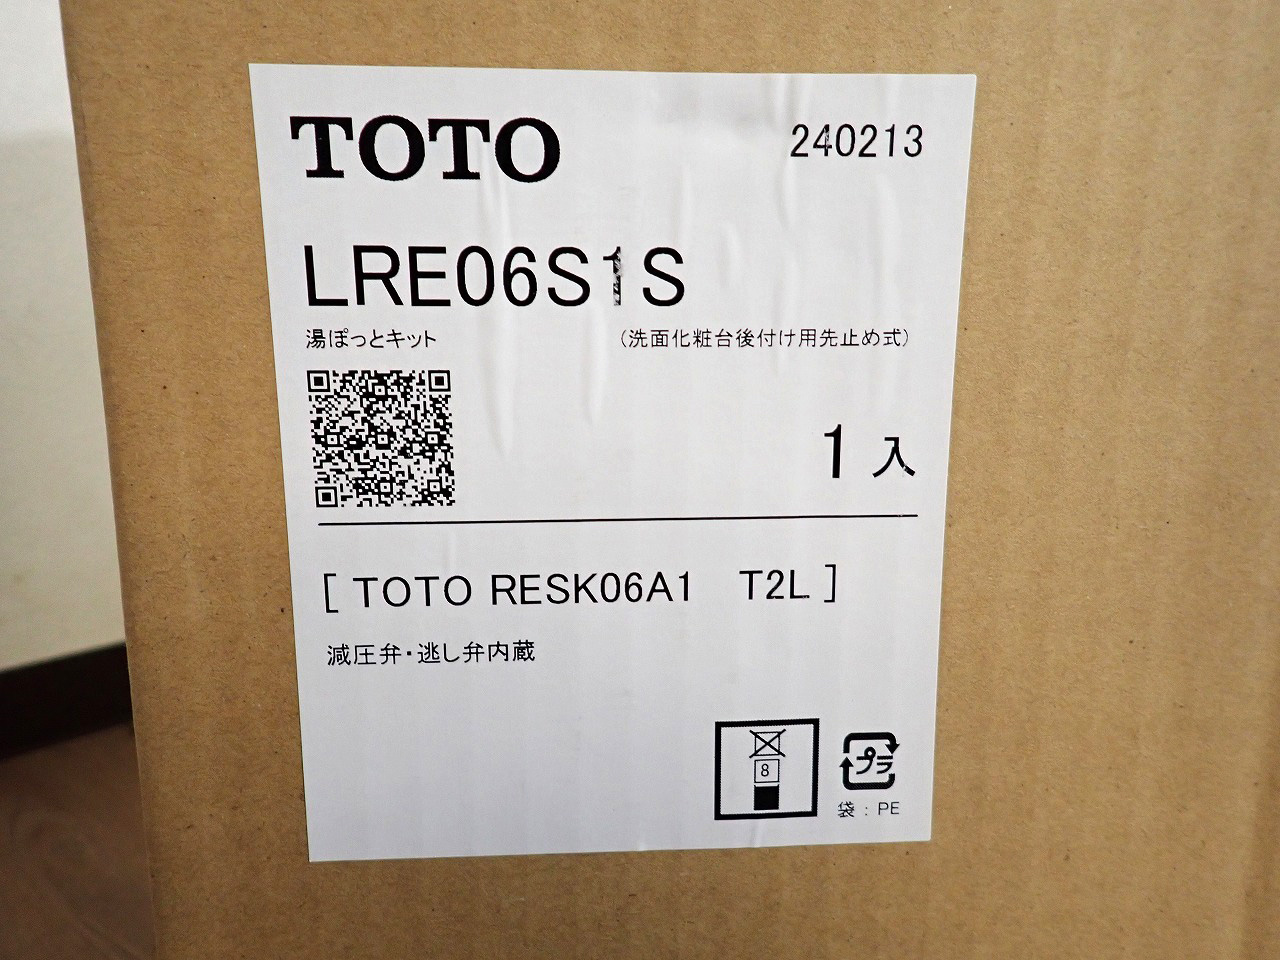 TOTO 240213
LRE06S1S
湯ぽっとキット (洗面化粧台後付け用先止め式)
1入
[ TOTO RESK06A1 T2L ]
減圧弁・逃し弁内蔵
8
プラ
袋：PE